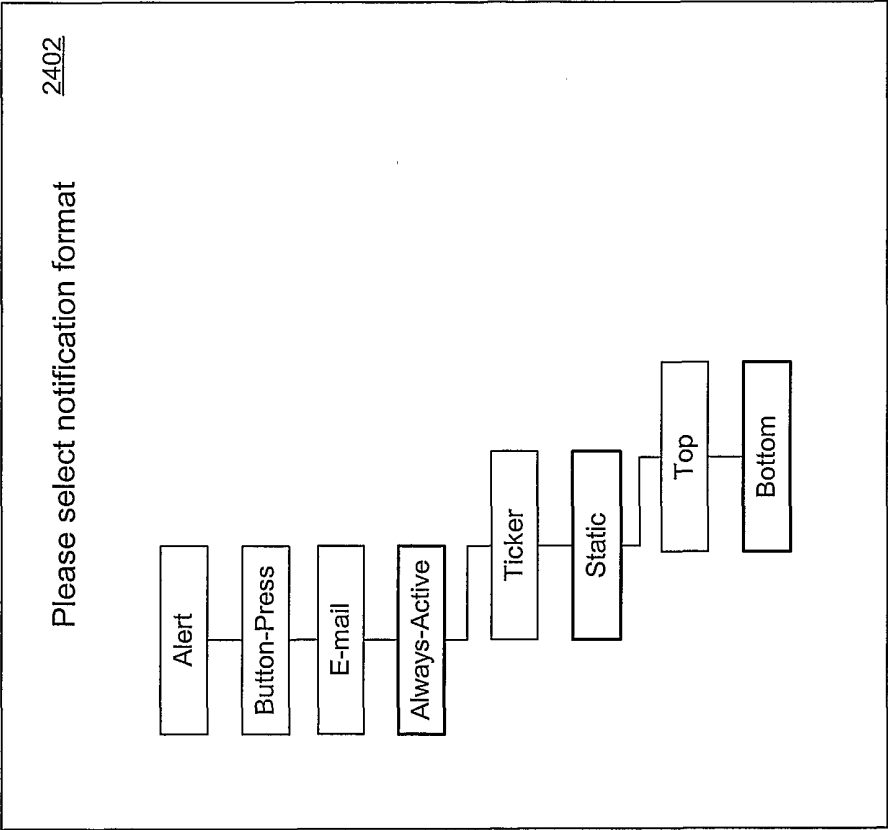 2402
Please select notification format
Alert
Button-Press
E-mail
Always-Active
Ticker
Static
Top
Bottom